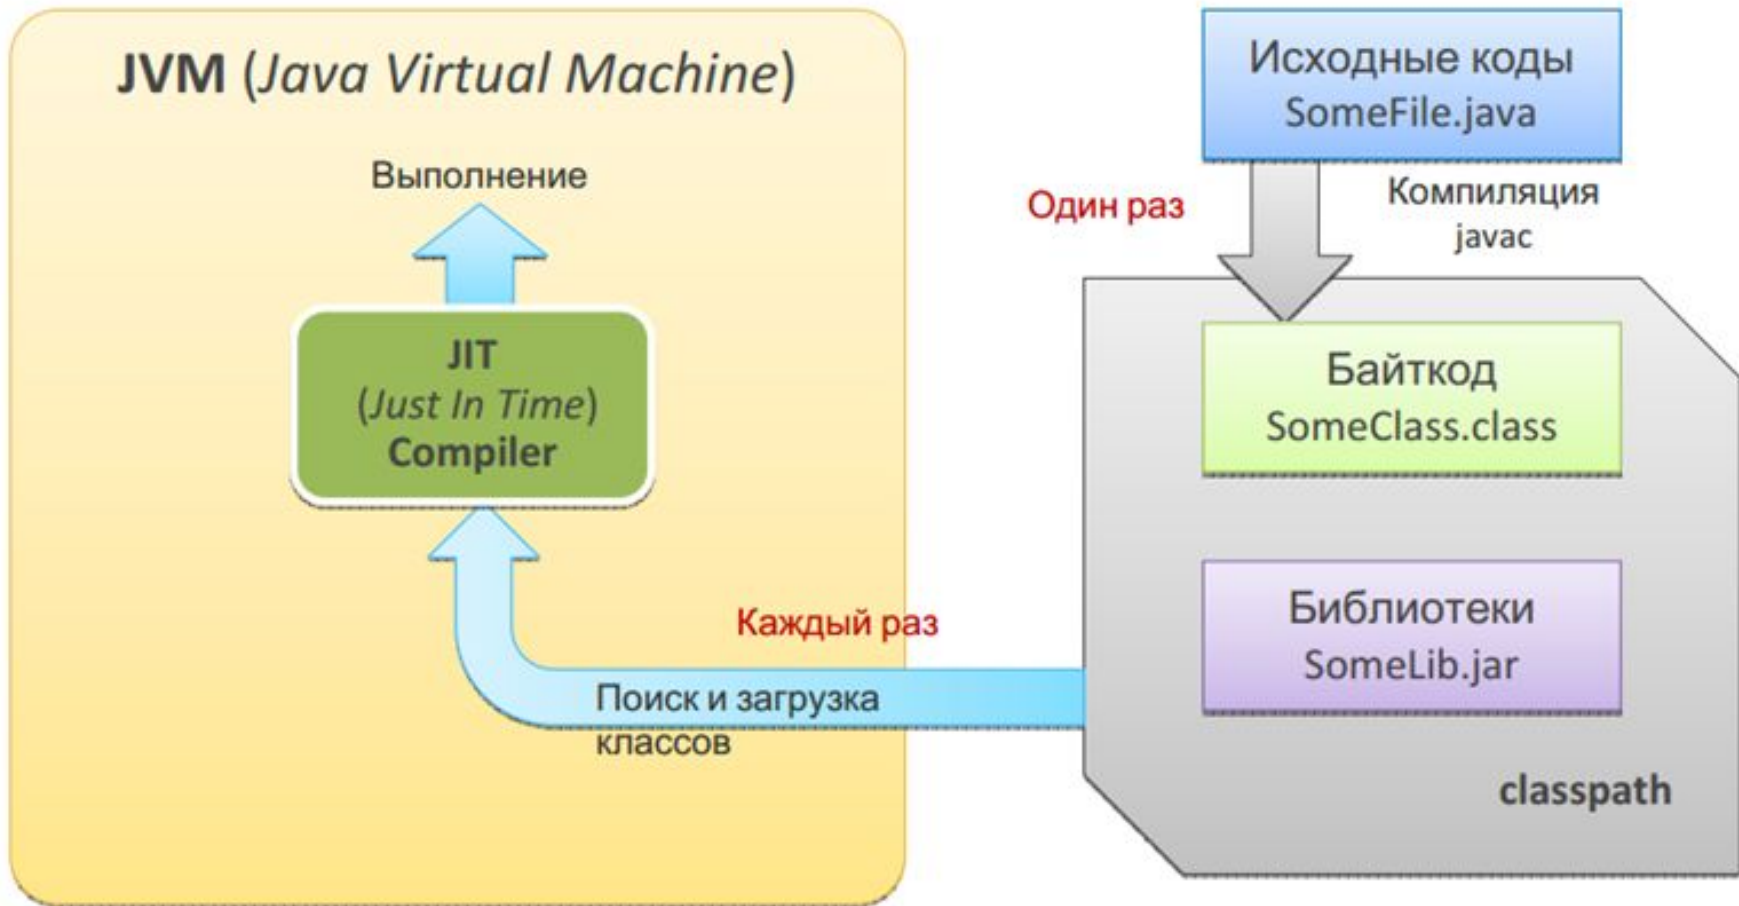 JVM (Java Virtual Machine)
Выполнение
JIT
(Just In Time)
Compiler
Каждый раз
Поиск и загрузка
классов
Исходные коды
SomeFile.java
Один раз
Компиляция
javac
Байткод
SomeClass.class
Библиотеки
SomeLib.jar
classpath